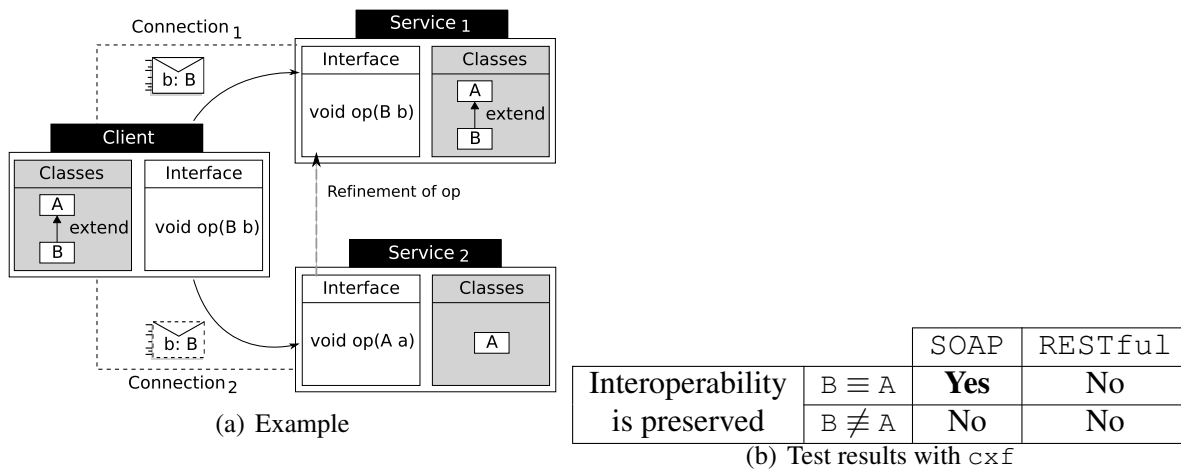 Connection 1
b: B
Service 1
Interface
void op(B b)
Classes
A
extend
B
Client
Classes
A
extend
B
Interface
void op(B b)
Refinement of op
Service 2
Interface
void op(A a)
Classes
A
b: B
Connection 2
(a) Example
SOAP RESTful
Interoperability is preserved
B ≡ A Yes No
B ≢ A No No
(b) Test results with cxf